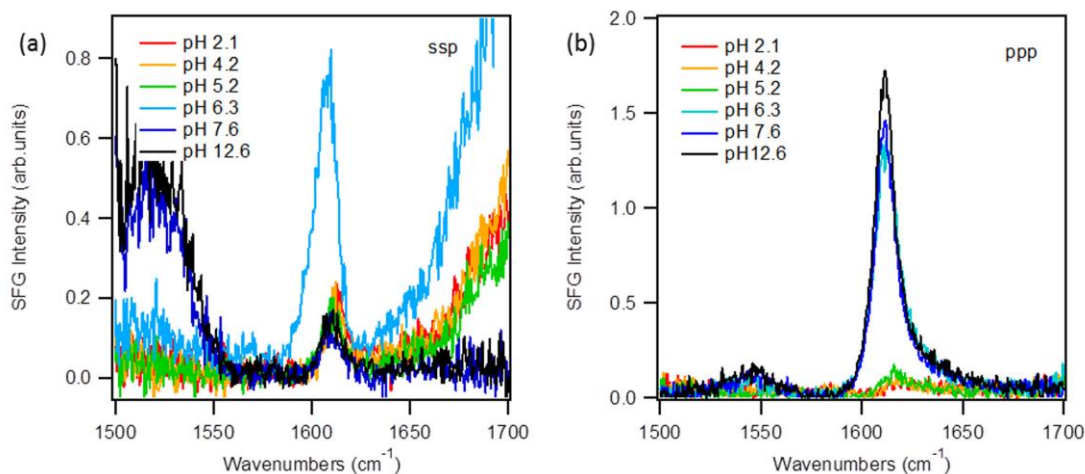 (a)
ssp
pH 2.1
pH 4.2
pH 5.2
pH 6.3
pH 7.6
pH 12.6
SFG Intensity (arb.units)
0.8
0.6
0.4
0.2
0.0
1500
1550
1600
1650
1700
Wavenumbers (cm-1)
(b)
ppp
pH 2.1
pH 4.2
pH 5.2
pH 6.3
pH 7.6
pH12.6
SFG Intensity (arb.units)
2.0
1.5
1.0
0.5
0.0
1500
1550
1600
1650
1700
Wavenumbers (cm-1)